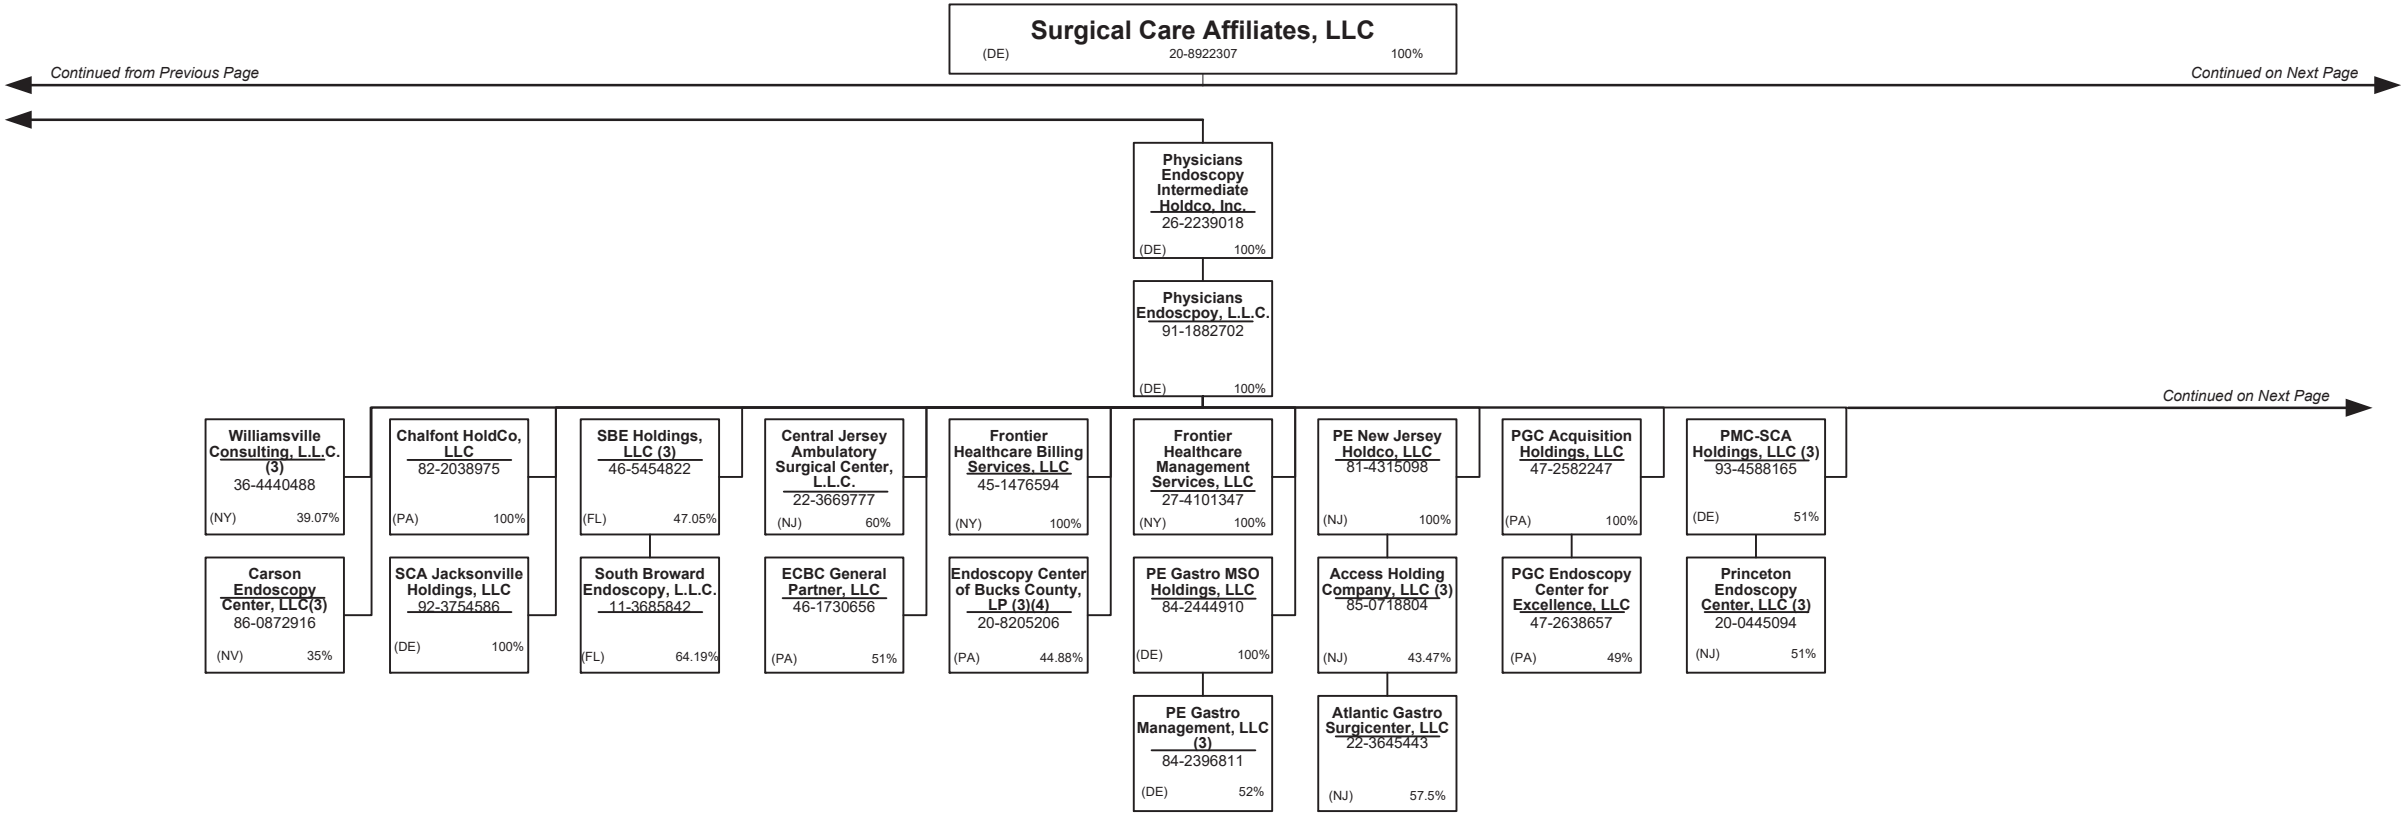 Surgical Care Affiliates, LLC
(DE) 20-8922307 100%
Continued from Previous Page
Continued on Next Page
Physicians
Endoscopy
Intermediate
Holdco, Inc.
26-2239018
(DE) 100%
Physicians
Endoscpoy, L.L.C.
91-1882702
(DE) 100%
Continued on Next Page
Williamsville
Consulting, L.L.C.
(3)
36-4440488
(NY) 39.07%
Chalfont HoldCo,
LLC
82-2038975
(PA) 100%
SBE Holdings,
LLC (3)
46-5454822
(FL) 47.05%
Central Jersey
Ambulatory
Surgical Center,
L.L.C.
22-3669777
(NJ) 60%
Frontier
Healthcare Billing
Services, LLC
45-1476594
(NY) 100%
Frontier
Healthcare
Management
Services, LLC
27-4101347
(NY) 100%
PE New Jersey
Holdco, LLC
81-4315098
(NJ) 100%
PGC Acquisition
Holdings, LLC
47-2582247
(PA) 100%
PMC-SCA
Holdings, LLC (3)
93-4588165
(DE) 51%
Carson
Endoscopy
Center, LLC(3)
86-0872916
(NV) 35%
SCA Jacksonville
Holdings, LLC
92-3754586
(DE) 100%
South Broward
Endoscopy, L.L.C.
11-3685842
(FL) 64.19%
ECBC General
Partner, LLC
46-1730656
(PA) 51%
Endoscopy Center
of Bucks County,
LP (3)(4)
20-8205206
(PA) 44.88%
PE Gastro MSO
Holdings, LLC
84-2444910
(DE) 100%
Access Holding
Company, LLC (3)
85-0718804
(NJ) 43.47%
PGC Endoscopy
Center for
Excellence, LLC
47-2638657
(PA) 49%
Princeton
Endoscopy
Center, LLC (3)
20-0445094
(NJ) 51%
PE Gastro
Management, LLC
(3)
84-2396811
(DE) 52%
Atlantic Gastro
Surgicenter, LLC
22-3645443
(NJ) 57.5%